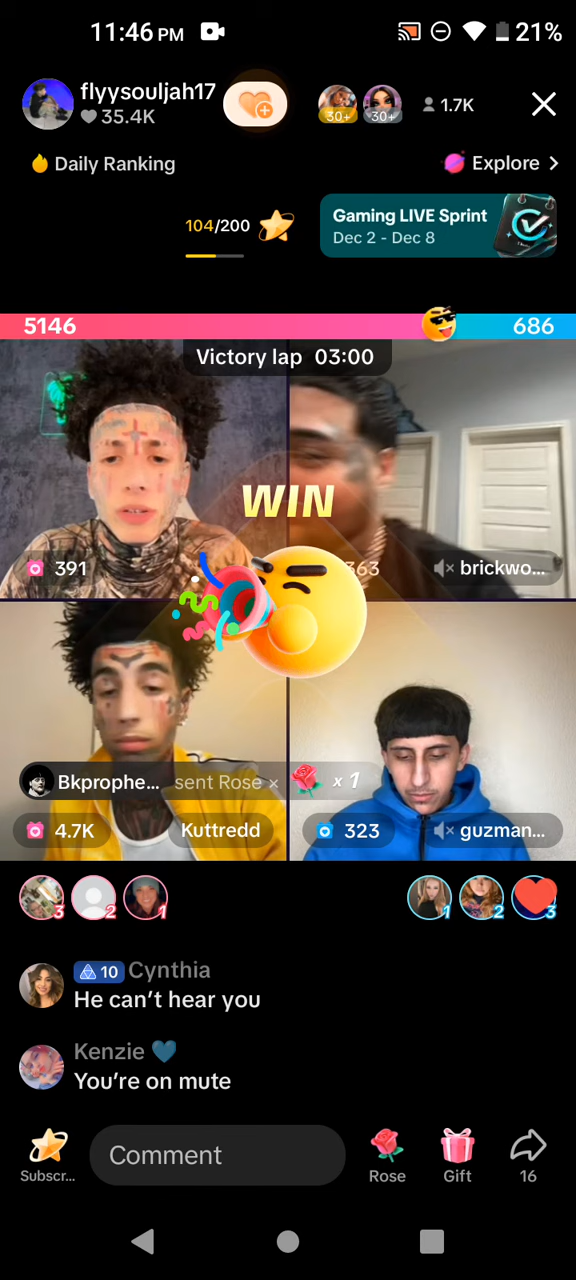 11:46 PM
21%
flyysouljah17
35.4K
30+
30+
1.7K
Daily Ranking
Explore >
104/200
Gaming LIVE Sprint
Dec 2 - Dec 8
5146
686
Victory lap 03:00
WIN
391
363
brickwo...
Bkprophe... sent Rose × x 1
4.7K
Kuttredd
323
guzman...
3
2
1
1
2
3
10 Cynthia
He can't hear you
Kenzie 💙
You're on mute
Subscr...
Comment
Rose
Gift
16